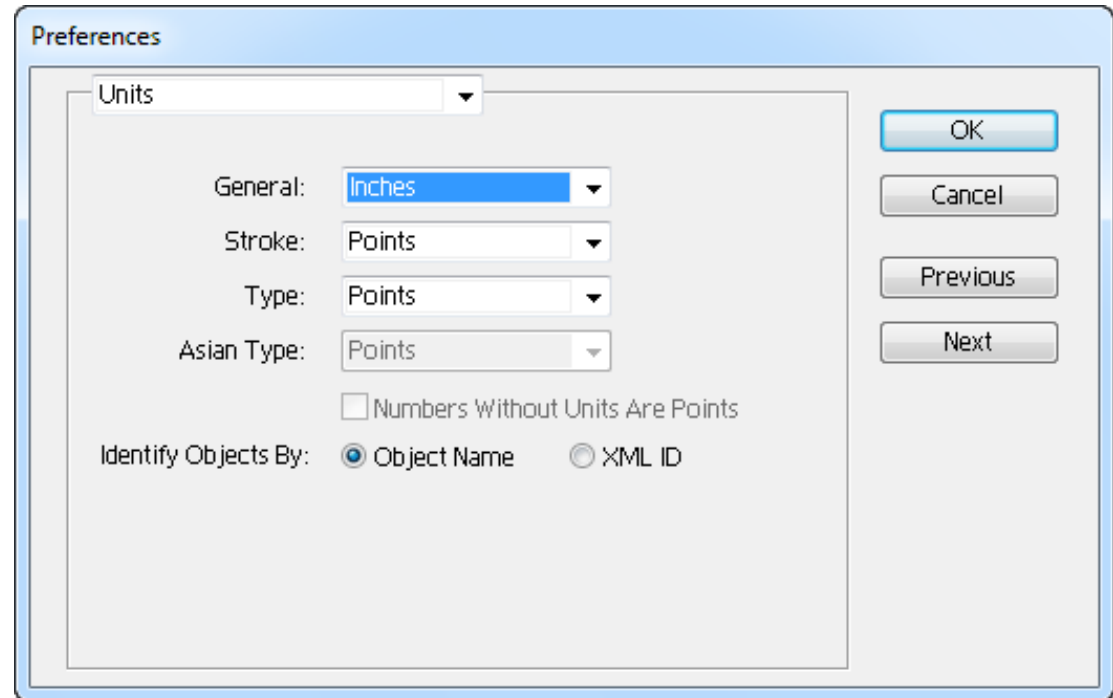 Preferences
Units
General: Inches
Stroke: Points
Type: Points
Asian Type: Points
Numbers Without Units Are Points
Identify Objects By: Object Name XML ID
OK
Cancel
Previous
Next